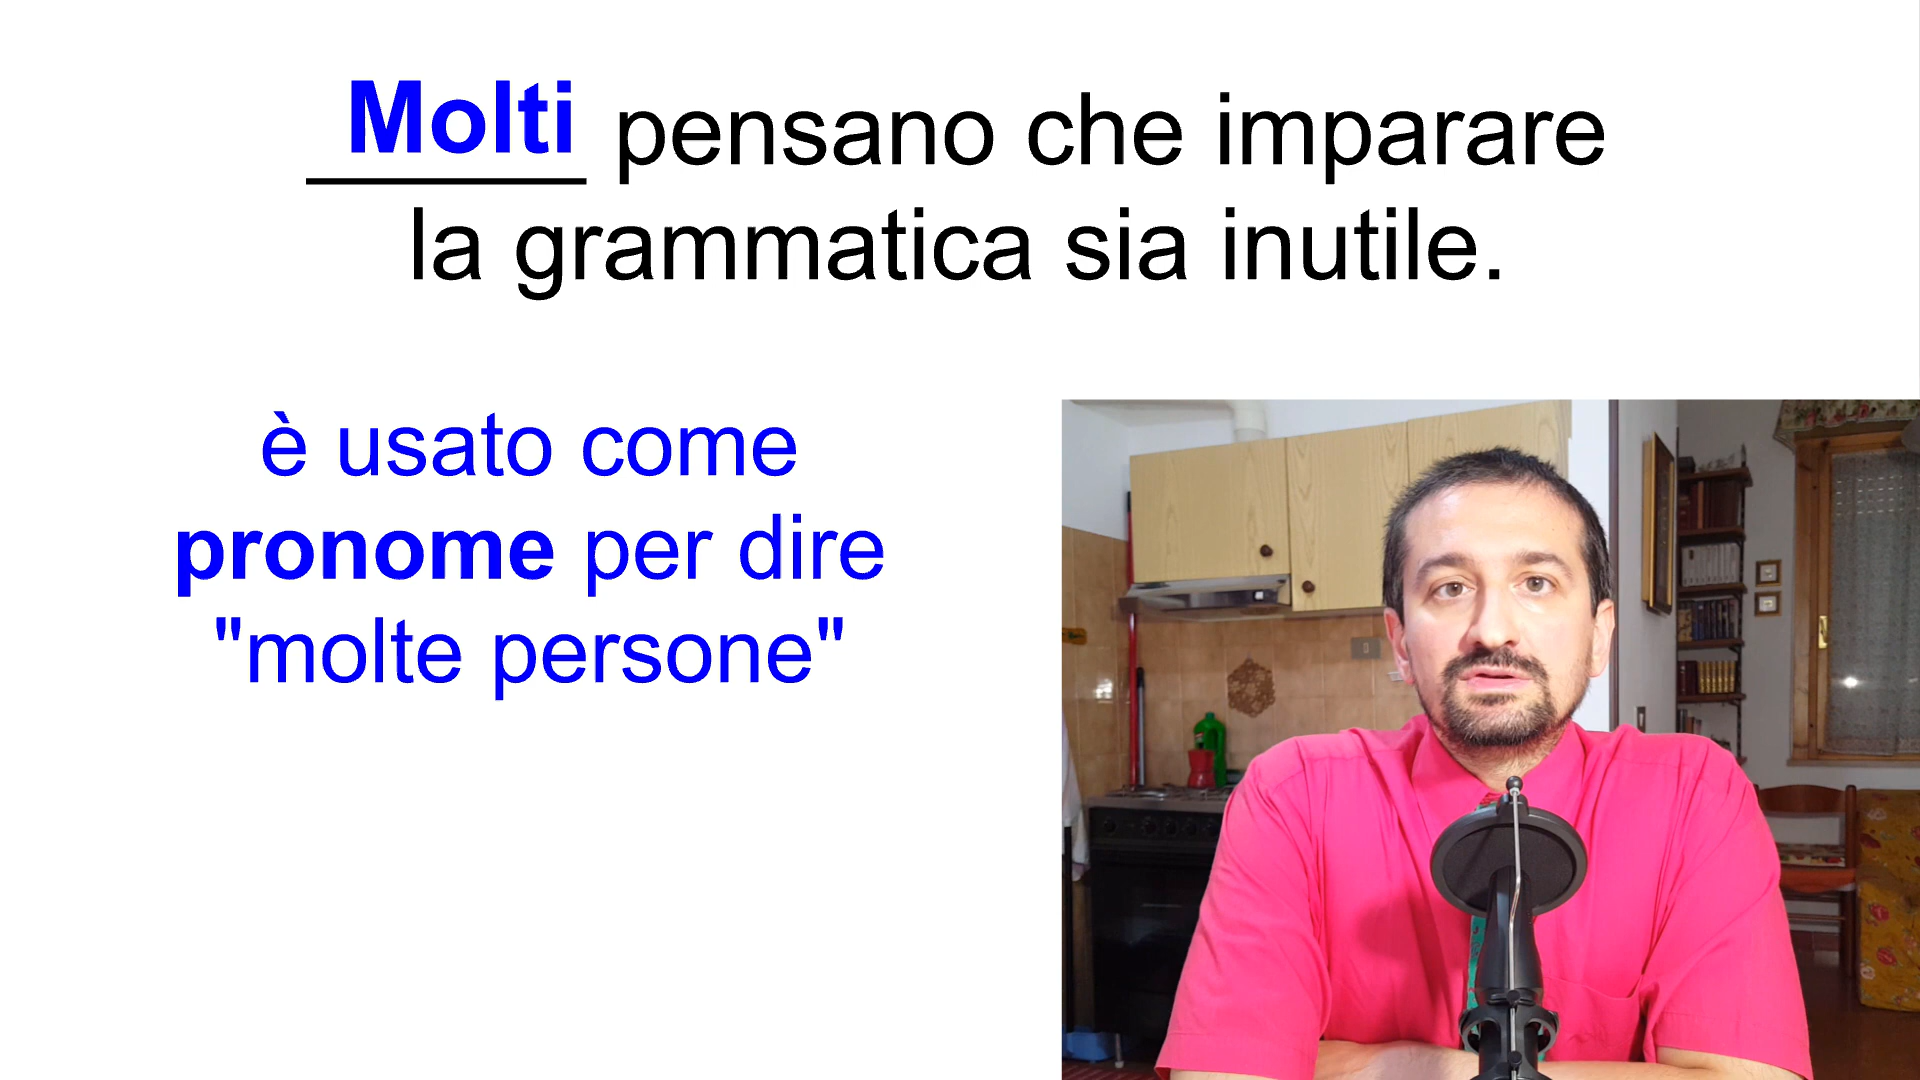 Molti pensano che imparare
la grammatica sia inutile.
è usato come
pronome per dire
"molte persone"